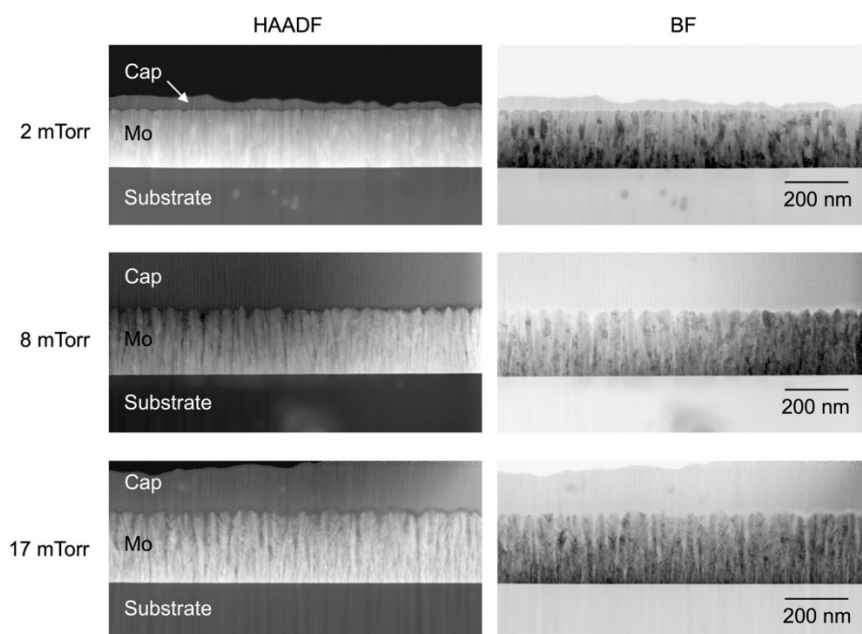 HAADF
BF
2 mTorr
Cap
Mo
Substrate
200 nm
8 mTorr
Cap
Mo
Substrate
200 nm
17 mTorr
Cap
Mo
Substrate
200 nm